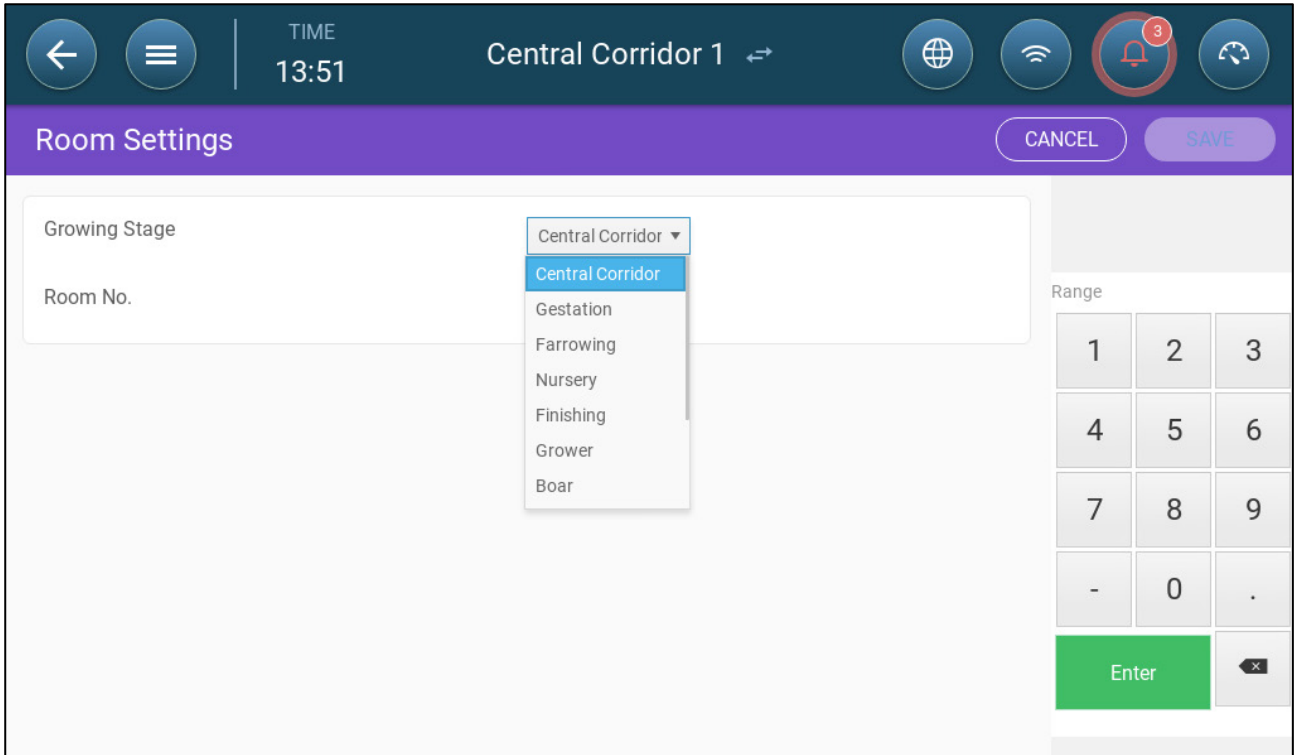 TIME
13:51
Central Corridor 1
3
Room Settings
CANCEL
SAVE
Growing Stage
Central Corridor
Central Corridor
Gestation
Farrowing
Nursery
Finishing
Grower
Boar
Room No.
Range
1 2 3
4 5 6
7 8 9
- 0 .
Enter